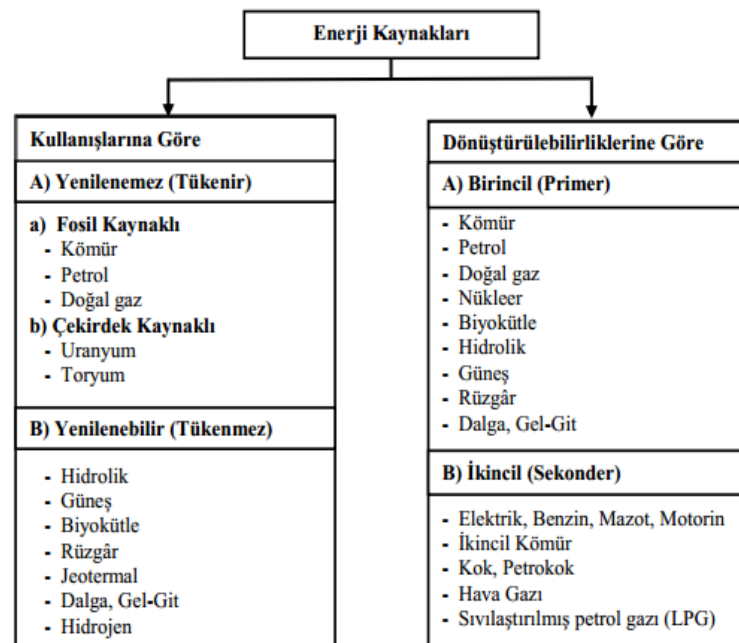 Enerji Kaynakları
Kullanışlarına Göre
A) Yenilenemez (Tükenir)
a) Fosil Kaynaklı
- Kömür
- Petrol
- Doğal gaz
b) Çekirdek Kaynaklı
- Uranyum
- Toryum
B) Yenilenebilir (Tükenmez)
- Hidrolik
- Güneş
- Biyokütle
- Rüzgâr
- Jeotermal
- Dalga, Gel-Git
- Hidrojen
Dönüştürülebilirliklerine Göre
A) Birincil (Primer)
- Kömür
- Petrol
- Doğal gaz
- Nükleer
- Biyokütle
- Hidrolik
- Güneş
- Rüzgâr
- Dalga, Gel-Git
B) İkincil (Sekonder)
- Elektrik, Benzin, Mazot, Motorin
- İkincil Kömür
- Kok, Petrokok
- Hava Gazı
- Sıvılaştırılmış petrol gazı (LPG)